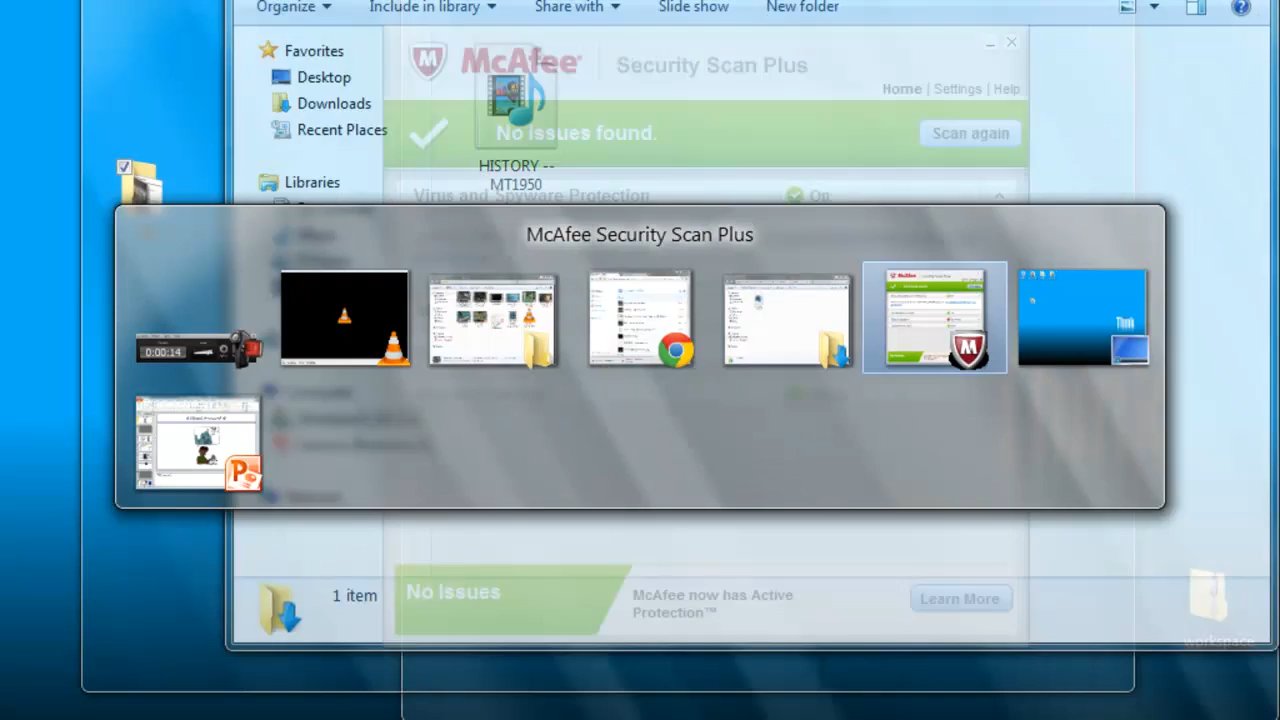 Organize
Include in library
Share with
Slide show
New folder
Favorites
Desktop
Downloads
Recent Places
Libraries
McAfee
Security Scan Plus
Home | Settings | Help
No issues found.
Scan again
HISTORY --
MT1950
Virus and Spyware Protection
On
McAfee Security Scan Plus
0:00:14
Think
1 item
No Issues
McAfee now has Active
Protection™
Learn More
workspace